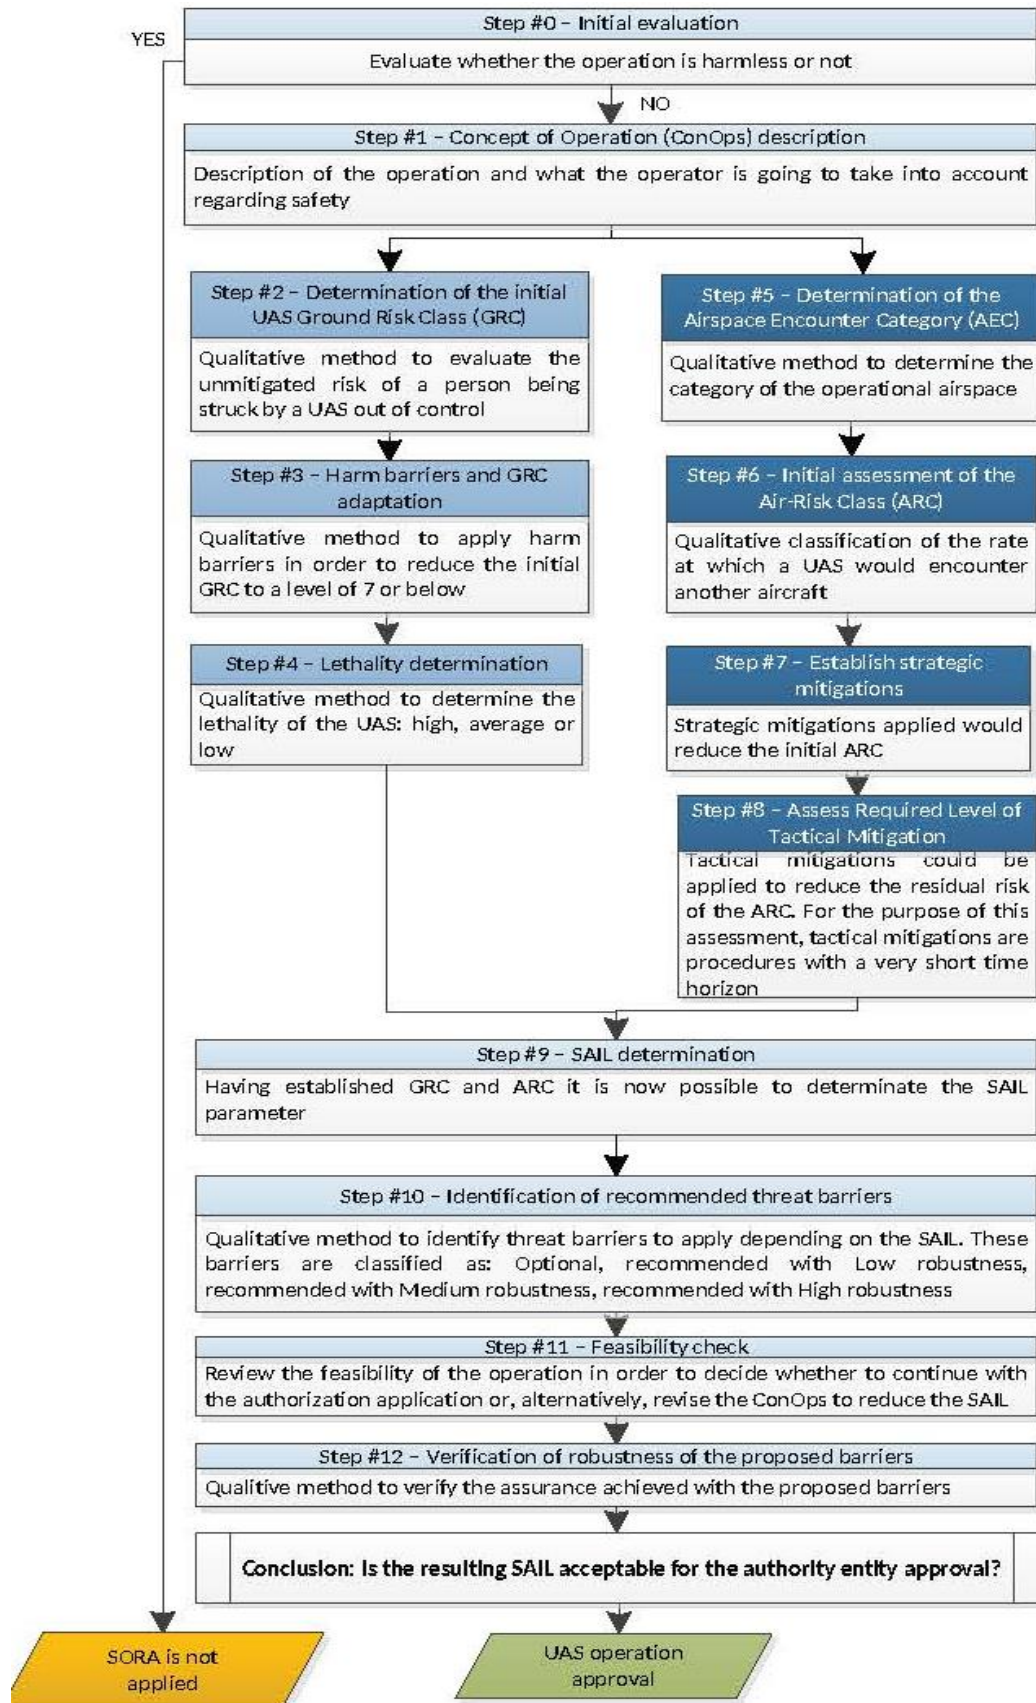 Step #0 – Initial evaluation
YES
Evaluate whether the operation is harmless or not
NO
Step #1 – Concept of Operation (ConOps) description
Description of the operation and what the operator is going to take into account
regarding safety
Step #2 – Determination of the initial
UAS Ground Risk Class (GRC)
Qualitative method to evaluate the
unmitigated risk of a person being
struck by a UAS out of control
Step #3 – Harm barriers and GRC
adaptation
Qualitative method to apply harm
barriers in order to reduce the initial
GRC to a level of 7 or below
Step #4 – Lethality determination
Qualitative method to determine the
lethality of the UAS: high, average or
low
Step #5 – Determination of the
Airspace Encounter Category (AEC)
Qualitative method to determine the
category of the operational airspace
Step #6 – Initial assessment of the
Air-Risk Class (ARC)
Qualitative classification of the rate
at which a UAS would encounter
another aircraft
Step #7 – Establish strategic
mitigations
Strategic mitigations applied would
reduce the initial ARC
Step #8 – Assess Required Level of
Tactical Mitigation
Tactical mitigations could be
applied to reduce the residual risk
of the ARC. For the purpose of this
assessment, tactical mitigations are
procedures with a very short time
horizon
Step #9 – SAIL determination
Having established GRC and ARC it is now possible to determinate the SAIL
parameter
Step #10 – Identification of recommended threat barriers
Qualitative method to identify threat barriers to apply depending on the SAIL. These
barriers are classified as: Optional, recommended with Low robustness,
recommended with Medium robustness, recommended with High robustness
Step #11 – Feasibility check
Review the feasibility of the operation in order to decide whether to continue with
the authorization application or, alternatively, revise the ConOps to reduce the SAIL
Step #12 – Verification of robustness of the proposed barriers
Qualitive method to verify the assurance achieved with the proposed barriers
Conclusion: Is the resulting SAIL acceptable for the authority entity approval?
SORA is not
applied
UAS operation
approval